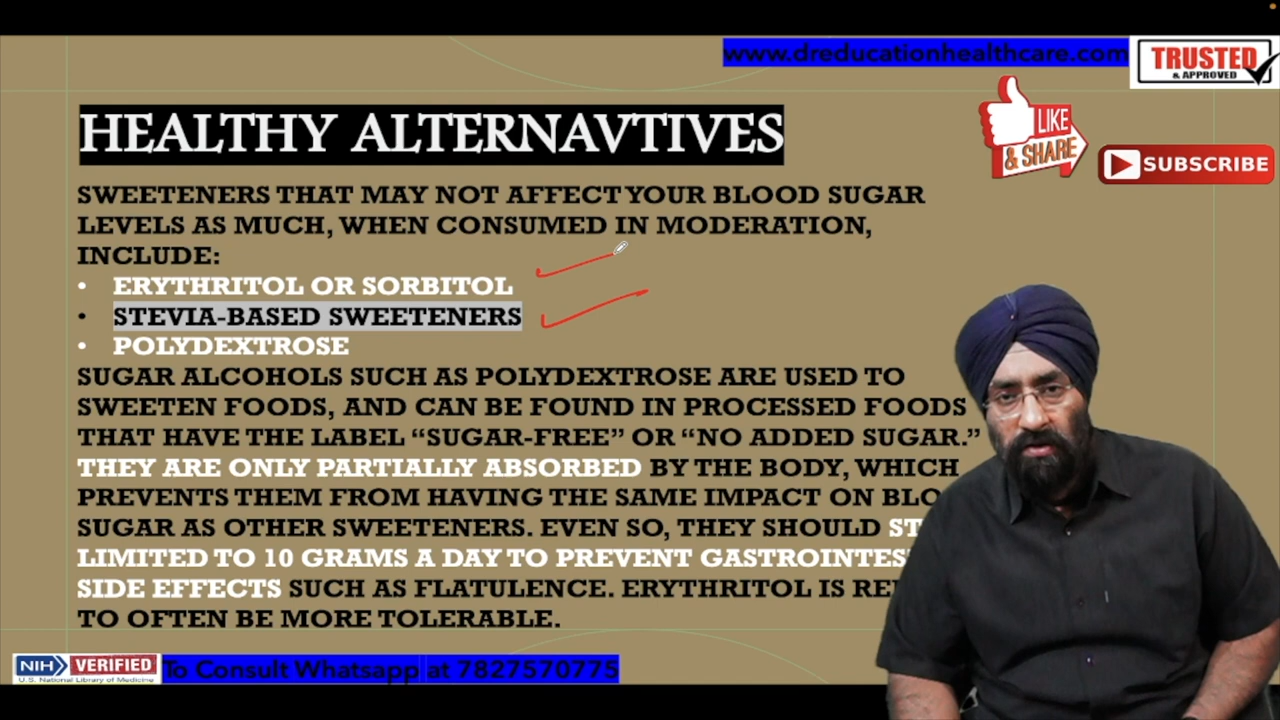 www.dreducationhealthcare.com
TRUSTED
& APPROVED
LIKE
& SHARE
SUBSCRIBE
HEALTHY ALTERNAVTIVES
SWEETENERS THAT MAY NOT AFFECT YOUR BLOOD SUGAR
LEVELS AS MUCH, WHEN CONSUMED IN MODERATION,
INCLUDE:
• ERYTHRITOL OR SORBITOL
• STEVIA-BASED SWEETENERS
• POLYDEXTROSE
SUGAR ALCOHOLS SUCH AS POLYDEXTROSE ARE USED TO
SWEETEN FOODS, AND CAN BE FOUND IN PROCESSED FOODS
THAT HAVE THE LABEL “SUGAR-FREE” OR “NO ADDED SUGAR.”
THEY ARE ONLY PARTIALLY ABSORBED BY THE BODY, WHICH
PREVENTS THEM FROM HAVING THE SAME IMPACT ON
SUGAR AS OTHER SWEETENERS. EVEN SO, THEY SHOULD
LIMITED TO 10 GRAMS A DAY TO PREVENT
SIDE EFFECTS SUCH AS FLATULENCE. ERYTHRITOL IS
TO OFTEN BE MORE TOLERABLE.
NIH VERIFIED
U.S. National Library of Medicine
To Consult Whatsapp at 7827570775